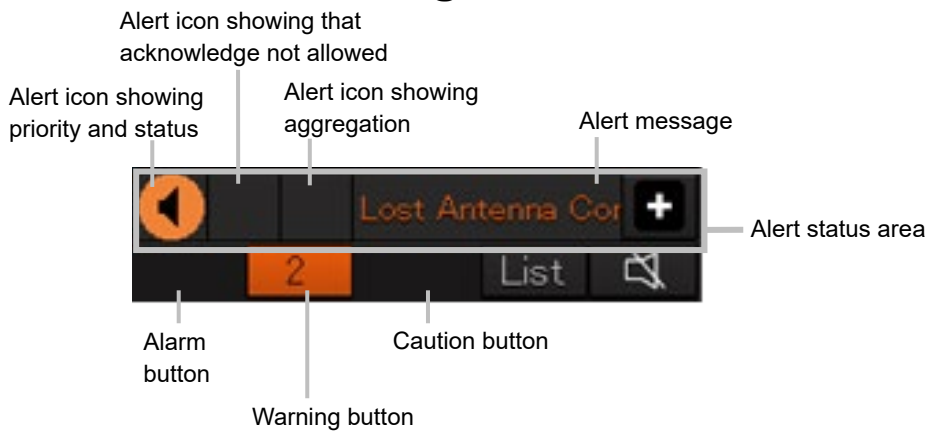 Alert icon showing that
acknowledge not allowed
Alert icon showing
priority and status
Alert icon showing
aggregation
Alert message
Lost Antenna Cor
Alert status area
2
List
Alarm
button
Caution button
Warning button